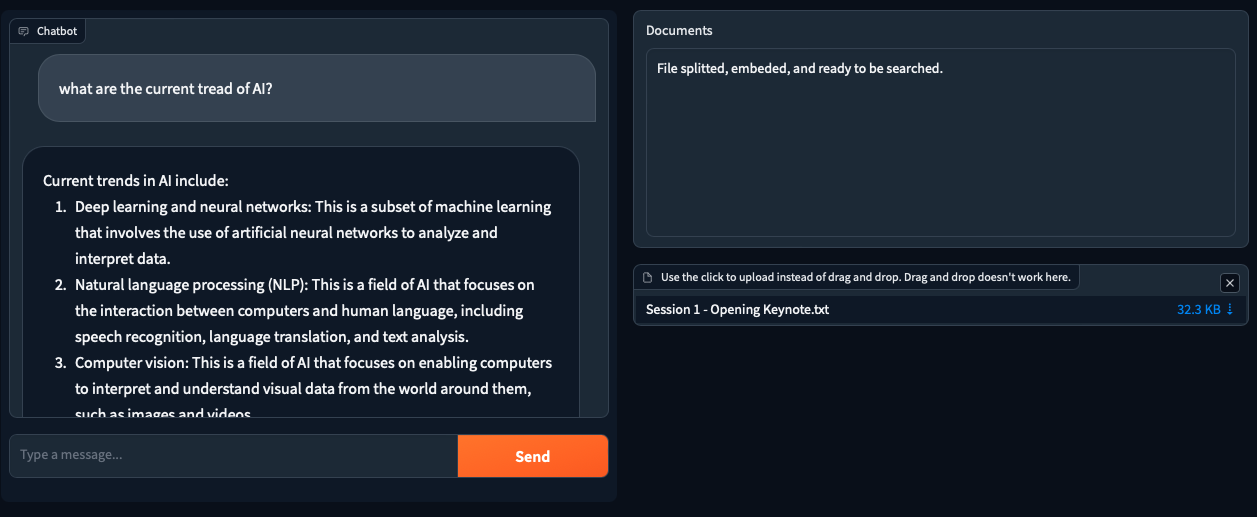 Chatbot
what are the current tread of AI?
Current trends in AI include:
1. Deep learning and neural networks: This is a subset of machine learning
that involves the use of artificial neural networks to analyze and
interpret data.
2. Natural language processing (NLP): This is a field of AI that focuses on
the interaction between computers and human language, including
speech recognition, language translation, and text analysis.
3. Computer vision: This is a field of AI that focuses on enabling computers
to interpret and understand visual data from the world around them,
such as images and videos.
Type a message...
Send
Documents
File splitted, embeded, and ready to be searched.
Use the click to upload instead of drag and drop. Drag and drop doesn't work here.
Session 1 - Opening Keynote.txt
32.3 KB ↓